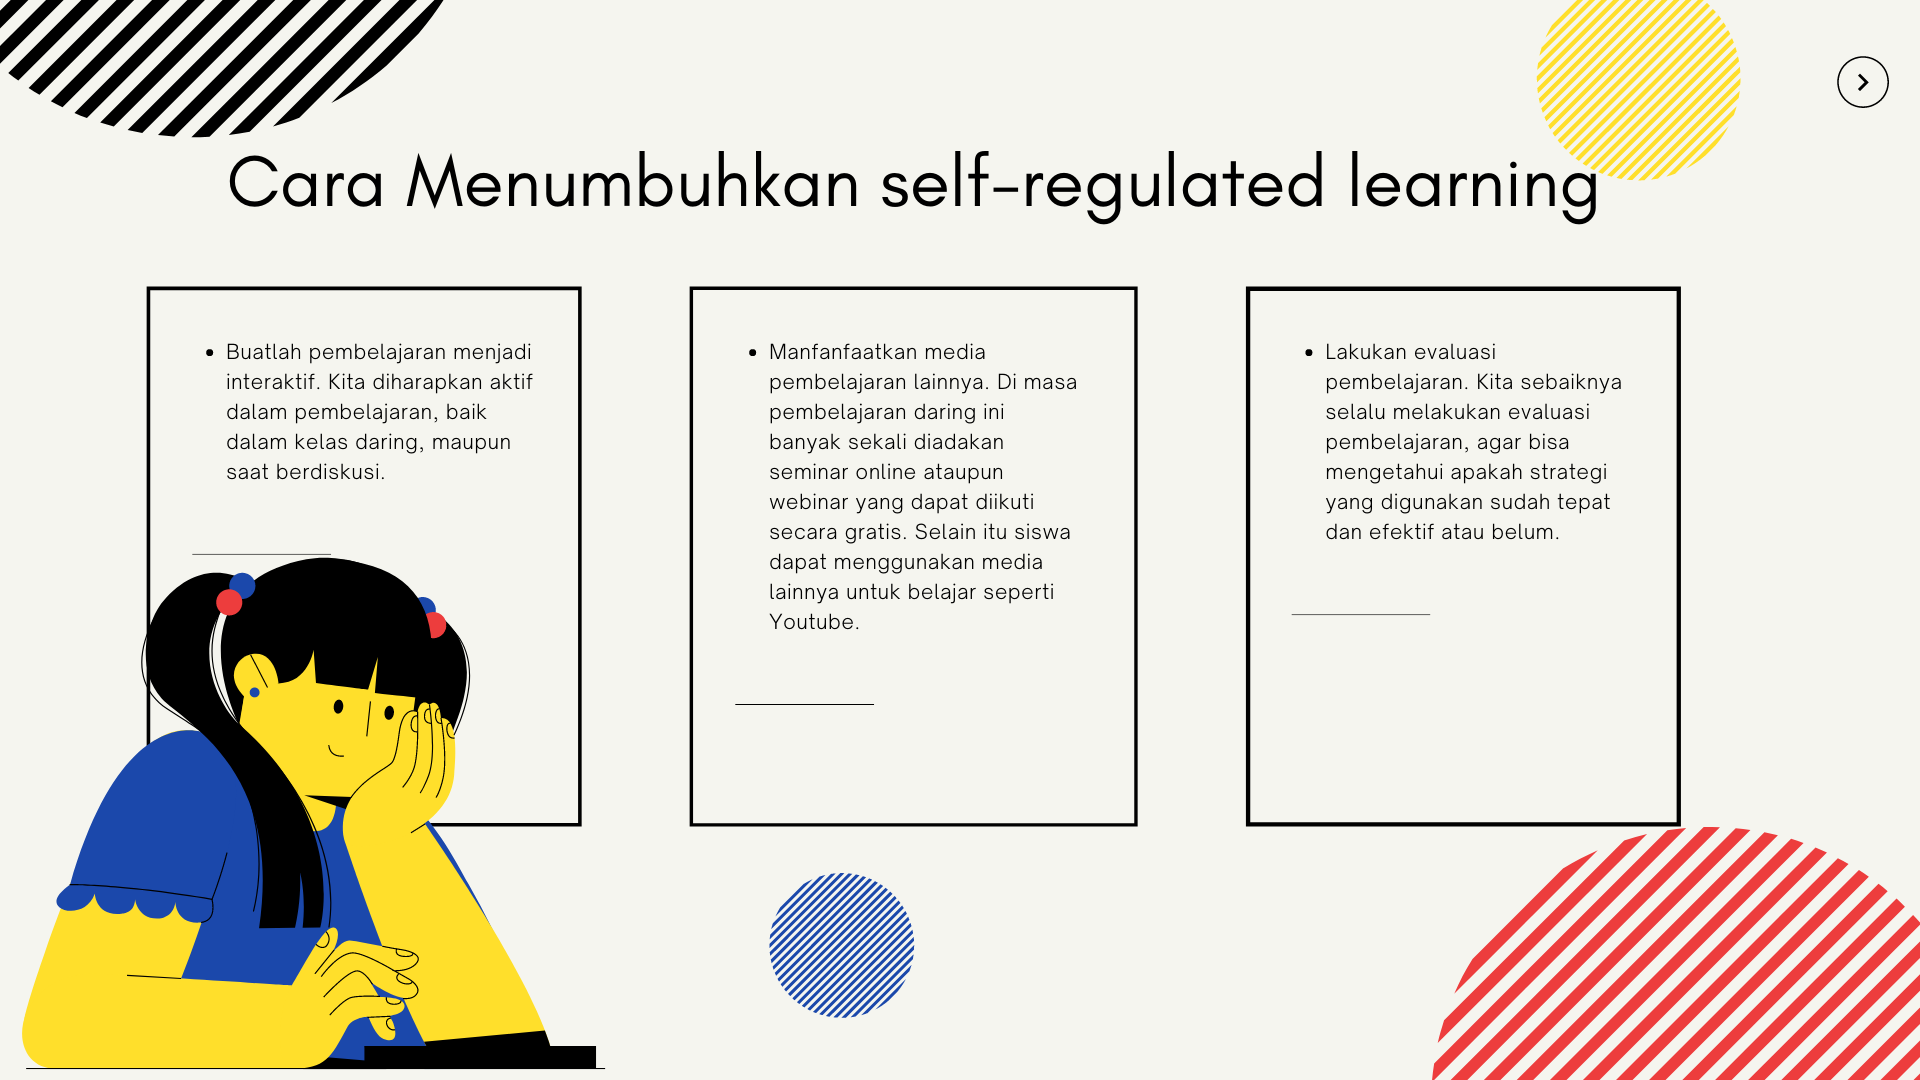 Cara Menumbuhkan self-regulated learning
• Buatlah pembelajaran menjadi
interaktif. Kita diharapkan aktif
dalam pembelajaran, baik
dalam kelas daring, maupun
saat berdiskusi.
• Manfanfaatkan media
pembelajaran lainnya. Di masa
pembelajaran daring ini
banyak sekali diadakan
seminar online ataupun
webinar yang dapat diikuti
secara gratis. Selain itu siswa
dapat menggunakan media
lainnya untuk belajar seperti
Youtube.
• Lakukan evaluasi
pembelajaran. Kita sebaiknya
selalu melakukan evaluasi
pembelajaran, agar bisa
mengetahui apakah strategi
yang digunakan sudah tepat
dan efektif atau belum.